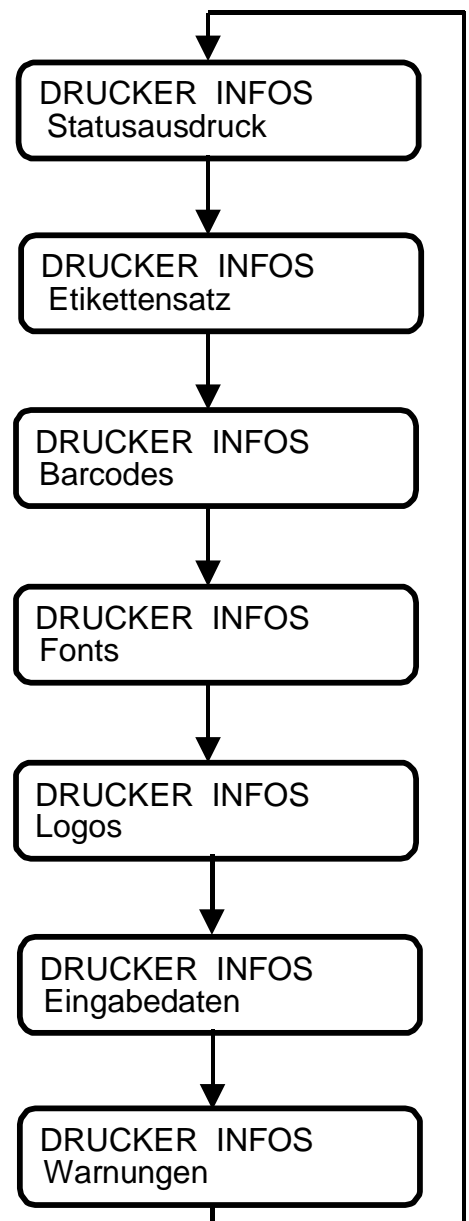 DRUCKER INFOS
Statusausdruck
DRUCKER INFOS
Etikettensatz
DRUCKER INFOS
Barcodes
DRUCKER INFOS
Fonts
DRUCKER INFOS
Logos
DRUCKER INFOS
Eingabedaten
DRUCKER INFOS
Warnungen